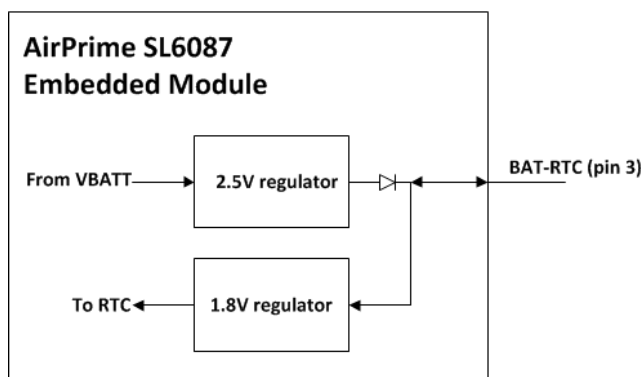 AirPrime SL6087
Embedded Module
From VBATT
2.5V regulator
BAT-RTC (pin 3)
To RTC
1.8V regulator